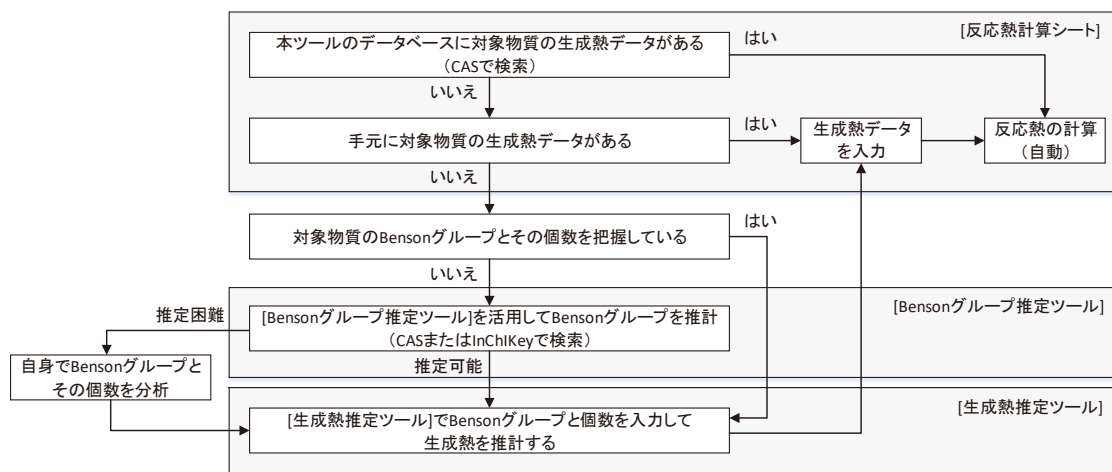 [反応熱計算シート]
本ツールのデータベースに対象物質の生成熱データがある
（CASで検索）
はい
いいえ
手元に対象物質の生成熱データがある
はい
生成熱データ
を入力
反応熱の計算
（自動）
いいえ
対象物質のBensonグループとその個数を把握している
はい
いいえ
[Bensonグループ推定ツール]
推定困難
[Bensonグループ推定ツール]を活用してBensonグループを推計
（CASまたはInChIKeyで検索）
推定可能
自身でBensonグループと
その個数を分析
[生成熱推定ツール]
[生成熱推定ツール]でBensonグループと個数を入力して
生成熱を推計する